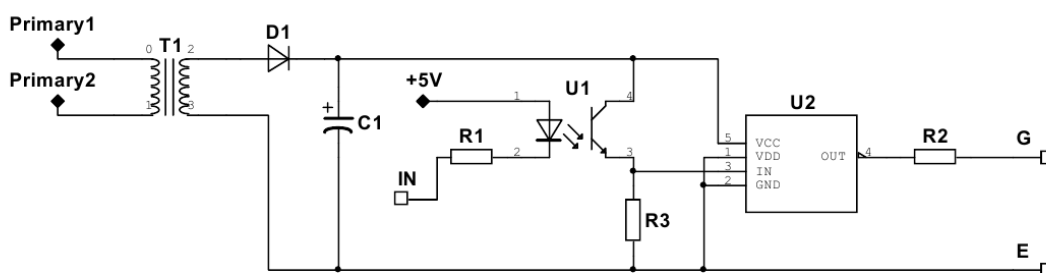 Primary1
Primary2
0
1
T1
2
3
D1
+
C1
+5V
1
2
U1
4
3
R1
IN
R3
U2
5
1
3
2
VCC
VDD
IN
GND
OUT
4
R2
G
E